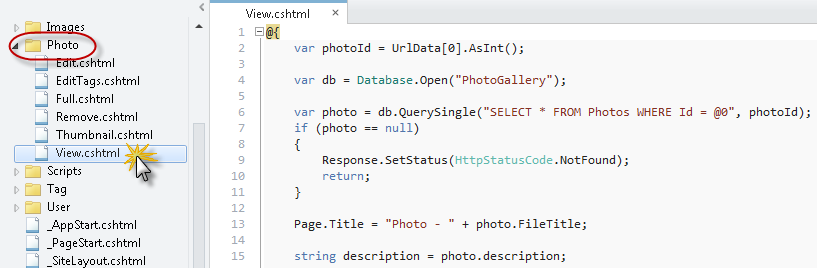 Images
Photo
Edit.cshtml
EditTags.cshtml
Full.cshtml
Remove.cshtml
Thumbnail.cshtml
View.cshtml
Scripts
Tag
User
_AppStart.cshtml
_PageStart.cshtml
_SiteLayout.cshtml
View.cshtml ×
1 @{
2 var photoId = UrlData[0].AsInt();
3
4 var db = Database.Open("PhotoGallery");
5
6 var photo = db.QuerySingle("SELECT * FROM Photos WHERE Id = @0", photoId);
7 if (photo == null)
8 {
9 Response.SetStatus(HttpStatusCode.NotFound);
10 return;
11 }
12
13 Page.Title = "Photo - " + photo.FileTitle;
14
15 string description = photo.description;